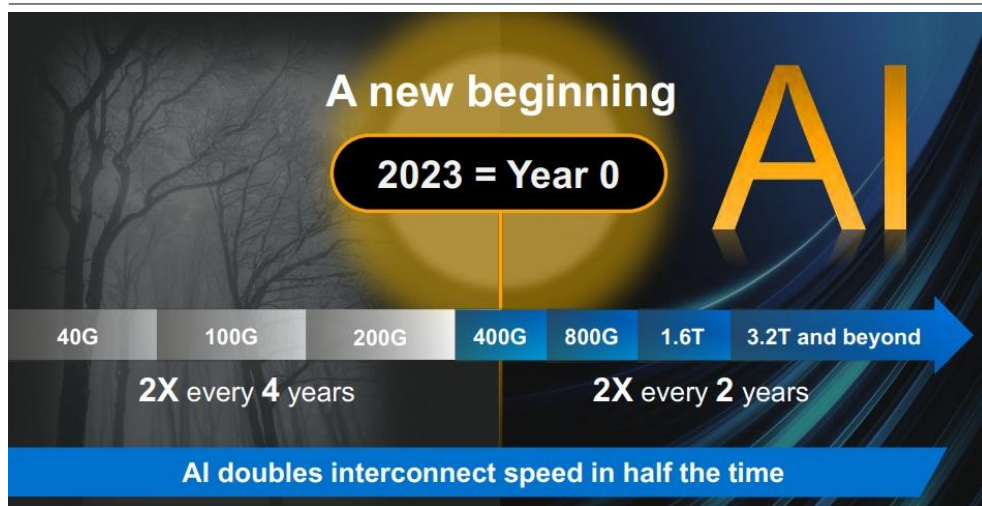 A new beginning
AI
2023 = Year 0
40G
100G
200G
400G
800G
1.6T
3.2T and beyond
2X every 4 years
2X every 2 years
AI doubles interconnect speed in half the time